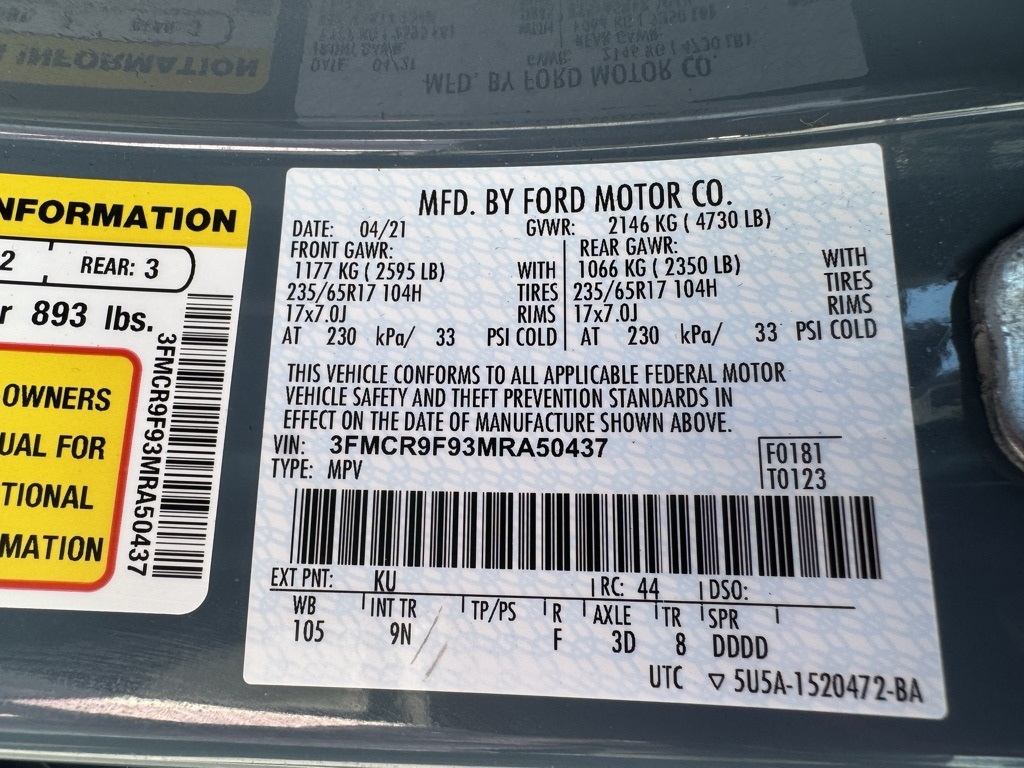 NFORMATION
2 REAR: 3
r 893 lbs.
OWNERS
UAL FOR
TIONAL
MATION
3FMCR9F93MRA50437
MFD. BY FORD MOTOR CO.
DATE: 04/21 GVWR: 2146 KG ( 4730 LB)
FRONT GAWR: REAR GAWR:
1177 KG ( 2595 LB) WITH 1066 KG ( 2350 LB) WITH
235/65R17 104H TIRES 235/65R17 104H TIRES
17x7.0J RIMS 17x7.0J RIMS
AT 230 kPa/ 33 PSI COLD AT 230 kPa/ 33 PSI COLD
THIS VEHICLE CONFORMS TO ALL APPLICABLE FEDERAL MOTOR
VEHICLE SAFETY AND THEFT PREVENTION STANDARDS IN
EFFECT ON THE DATE OF MANUFACTURE SHOWN ABOVE.
VIN: 3FMCR9F93MRA50437 F0181
TYPE: MPV T0123
EXT PNT: KU RC: 44 DSO:
WB INT TR TP/PS R AXLE TR SPR
105 9N F 3D 8 DDDD
UTC ▽ 5U5A-1520472-BA